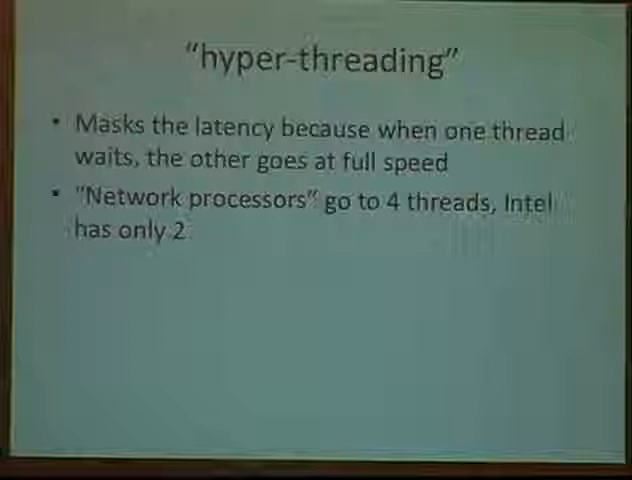 "hyper-threading"
• Masks the latency because when one thread
waits, the other goes at full speed
• "Network processors" go to 4 threads, Intel
has only 2